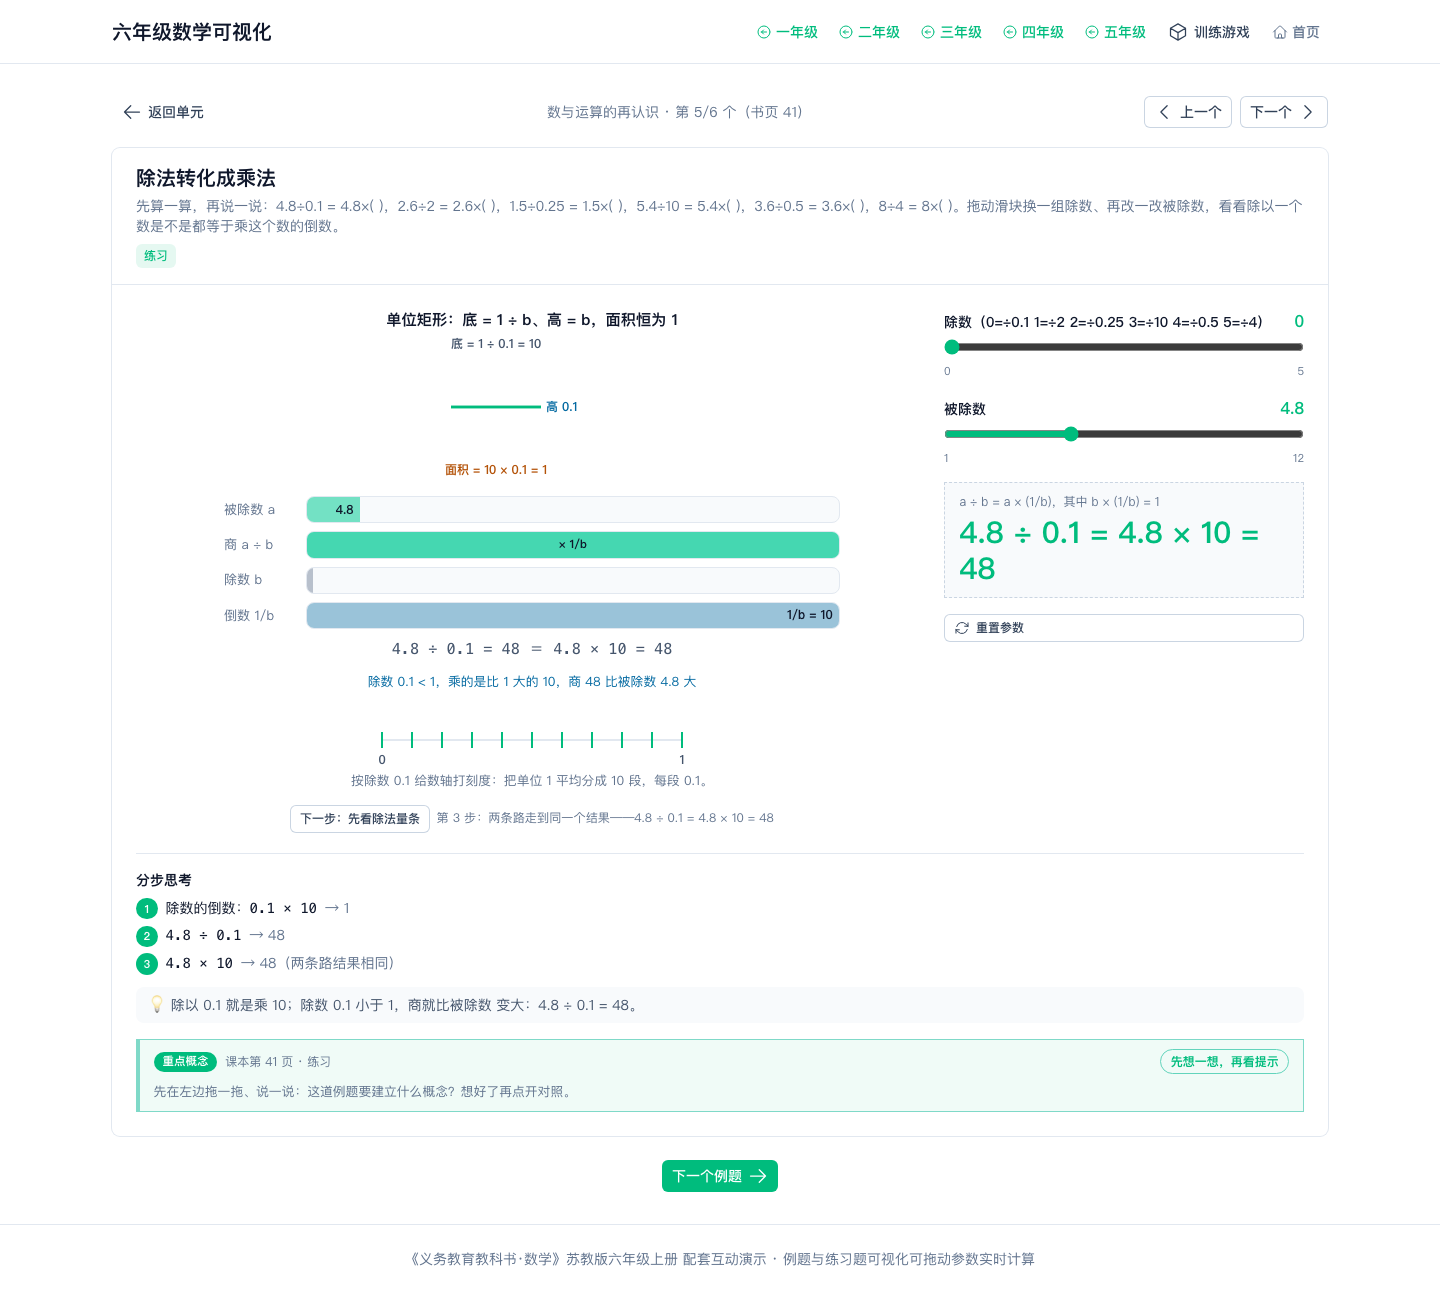 六年级数学可视化
一年级 二年级 三年级 四年级 五年级 训练游戏 首页
返回单元
数与运算的再认识 · 第 5/6 个（书页 41）
上一个 下一个
除法转化成乘法
先算一算，再说一说：4.8÷0.1 = 4.8×( )，2.6÷2 = 2.6×( )，1.5÷0.25 = 1.5×( )，5.4÷10 = 5.4×( )，3.6÷0.5 = 3.6×( )，8÷4 = 8×( )。拖动滑块换一组除数、再改一改被除数，看看除以一个
数是不是都等于乘这个数的倒数。
练习
单位矩形：底 = 1 ÷ b、高 = b，面积恒为 1
底 = 1 ÷ 0.1 = 10
高 0.1
面积 = 10 × 0.1 = 1
被除数 a 4.8
商 a ÷ b × 1/b
除数 b
倒数 1/b 1/b = 10
4.8 ÷ 0.1 = 48 = 4.8 × 10 = 48
除数 0.1 < 1，乘的是比 1 大的 10，商 48 比被除数 4.8 大
0 1
按除数 0.1 给数轴打刻度：把单位 1 平均分成 10 段，每段 0.1。
下一步：先看除法量条 第 3 步：两条路走到同一个结果——4.8 ÷ 0.1 = 4.8 × 10 = 48
除数（0=÷0.1 1=÷2 2=÷0.25 3=÷10 4=÷0.5 5=÷4） 0
0 5
被除数 4.8
1 12
a ÷ b = a × (1/b)，其中 b × (1/b) = 1
4.8 ÷ 0.1 = 4.8 × 10 =
48
重置参数
分步思考
1 除数的倒数：0.1 × 10 → 1
2 4.8 ÷ 0.1 → 48
3 4.8 × 10 → 48（两条路结果相同）
除以 0.1 就是乘 10；除数 0.1 小于 1，商就比被除数 变大：4.8 ÷ 0.1 = 48。
重点概念 课本第 41 页 · 练习 先想一想，再看提示
先在左边拖一拖、说一说：这道例题要建立什么概念？想好了再点开对照。
下一个例题
《义务教育教科书·数学》苏教版六年级上册 配套互动演示 · 例题与练习题可视化可拖动参数实时计算